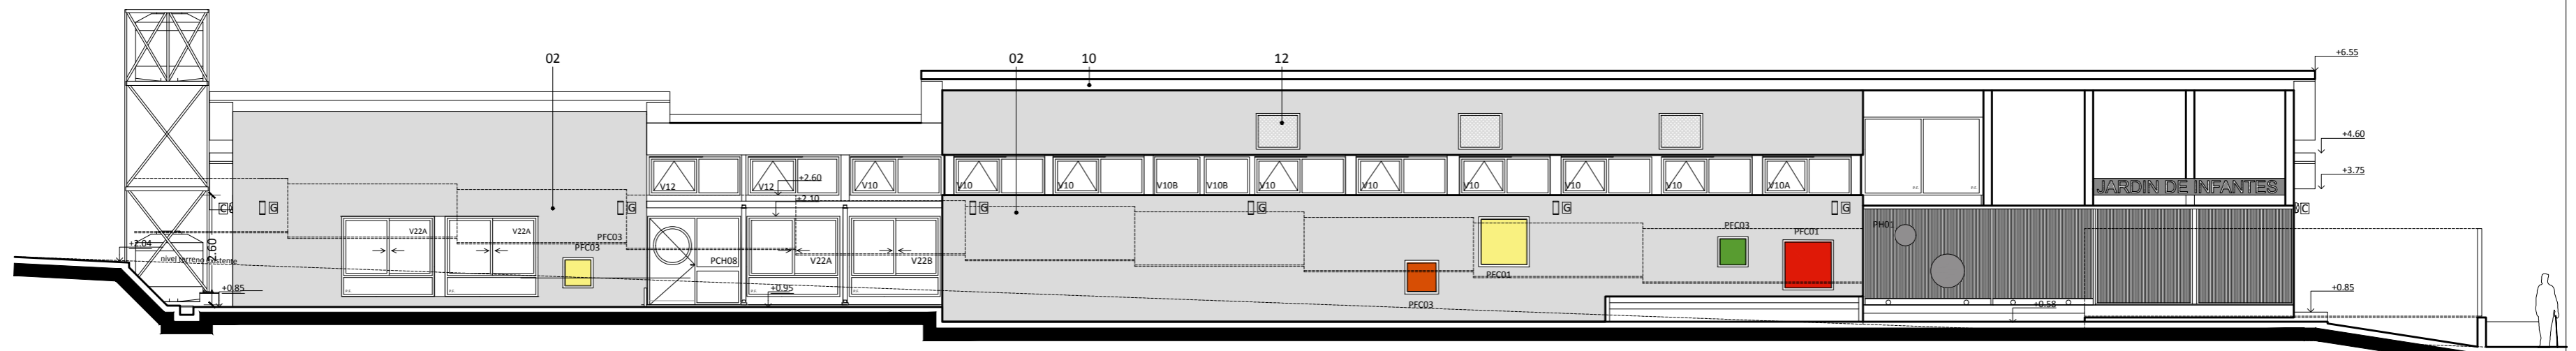 02
02
10
12
+6.55
+4.60
+3.75
V12
V12
V10
V10
V10
V10B
V10B
V10
V10
V10
V10
V10
V10A
+2.60
+2.10
JARDIN DE INFANTES
C
G
G
G
G
G
G
C
V22A
V22A
PFC03
PFC03
PCH08
V22A
V22B
PFC01
PFC03
PFC03
PFC01
PH01
+2.04
nivel terreno existente
2.60
+0.85
+0.95
+0.58
+0.85